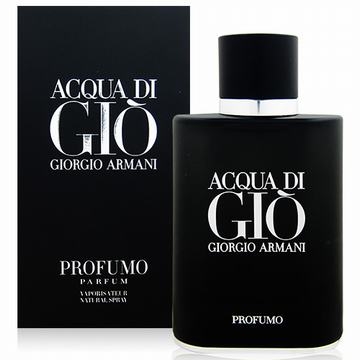 ACQUA DI
GIÒ
GIORGIO ARMANI
PROFUMO
PARFUM
VAPORISATEUR
NATURAL SPRAY
ACQUA DI
GIÒ
GIORGIO ARMANI
PROFUMO